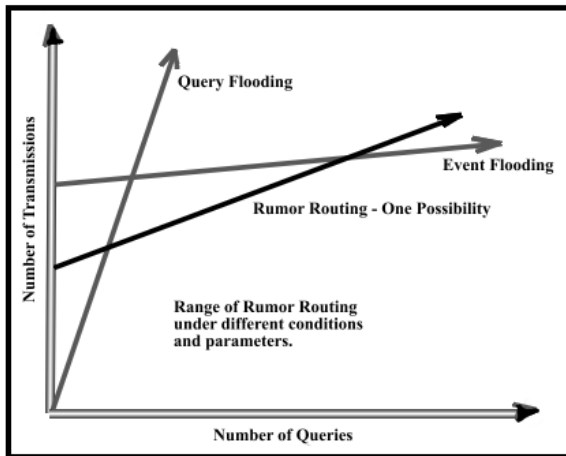 Query Flooding
Event Flooding
Rumor Routing - One Possibility
Range of Rumor Routing
under different conditions
and parameters.
Number of Transmissions
Number of Queries